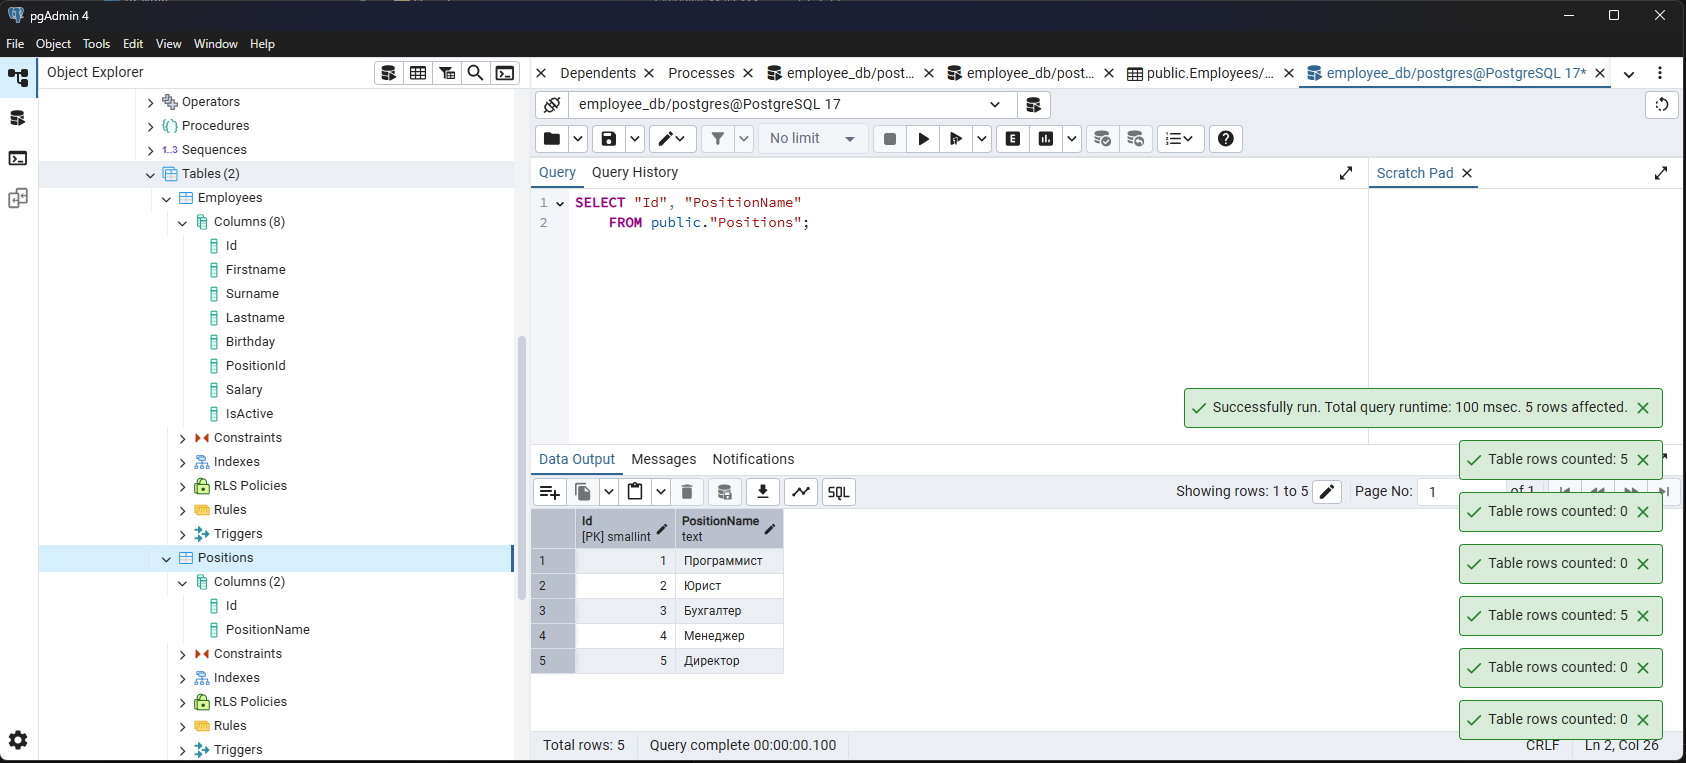 pgAdmin 4
File Object Tools Edit View Window Help
Object Explorer
Dependents Processes employee_db/post... employee_db/post... public.Employees/... employee_db/postgres@PostgreSQL 17*
Operators
Procedures
1..3 Sequences
Tables (2)
Employees
Columns (8)
Id
Firstname
Surname
Lastname
Birthday
PositionId
Salary
IsActive
Constraints
Indexes
RLS Policies
Rules
Triggers
Positions
Columns (2)
Id
PositionName
Constraints
Indexes
RLS Policies
Rules
Triggers
employee_db/postgres@PostgreSQL 17
No limit E
Query Query History
Scratch Pad
1 SELECT "Id", "PositionName"
2 FROM public."Positions";
Successfully run. Total query runtime: 100 msec. 5 rows affected.
Table rows counted: 5
Table rows counted: 0
Table rows counted: 0
Table rows counted: 5
Table rows counted: 0
Table rows counted: 0
Data Output Messages Notifications
SQL Showing rows: 1 to 5 Page No: 1 of 1
Id PositionName
[PK] smallint text
1 1 Программист
2 2 Юрист
3 3 Бухгалтер
4 4 Менеджер
5 5 Директор
Total rows: 5 Query complete 00:00:00.100 CRLF Ln 2, Col 26